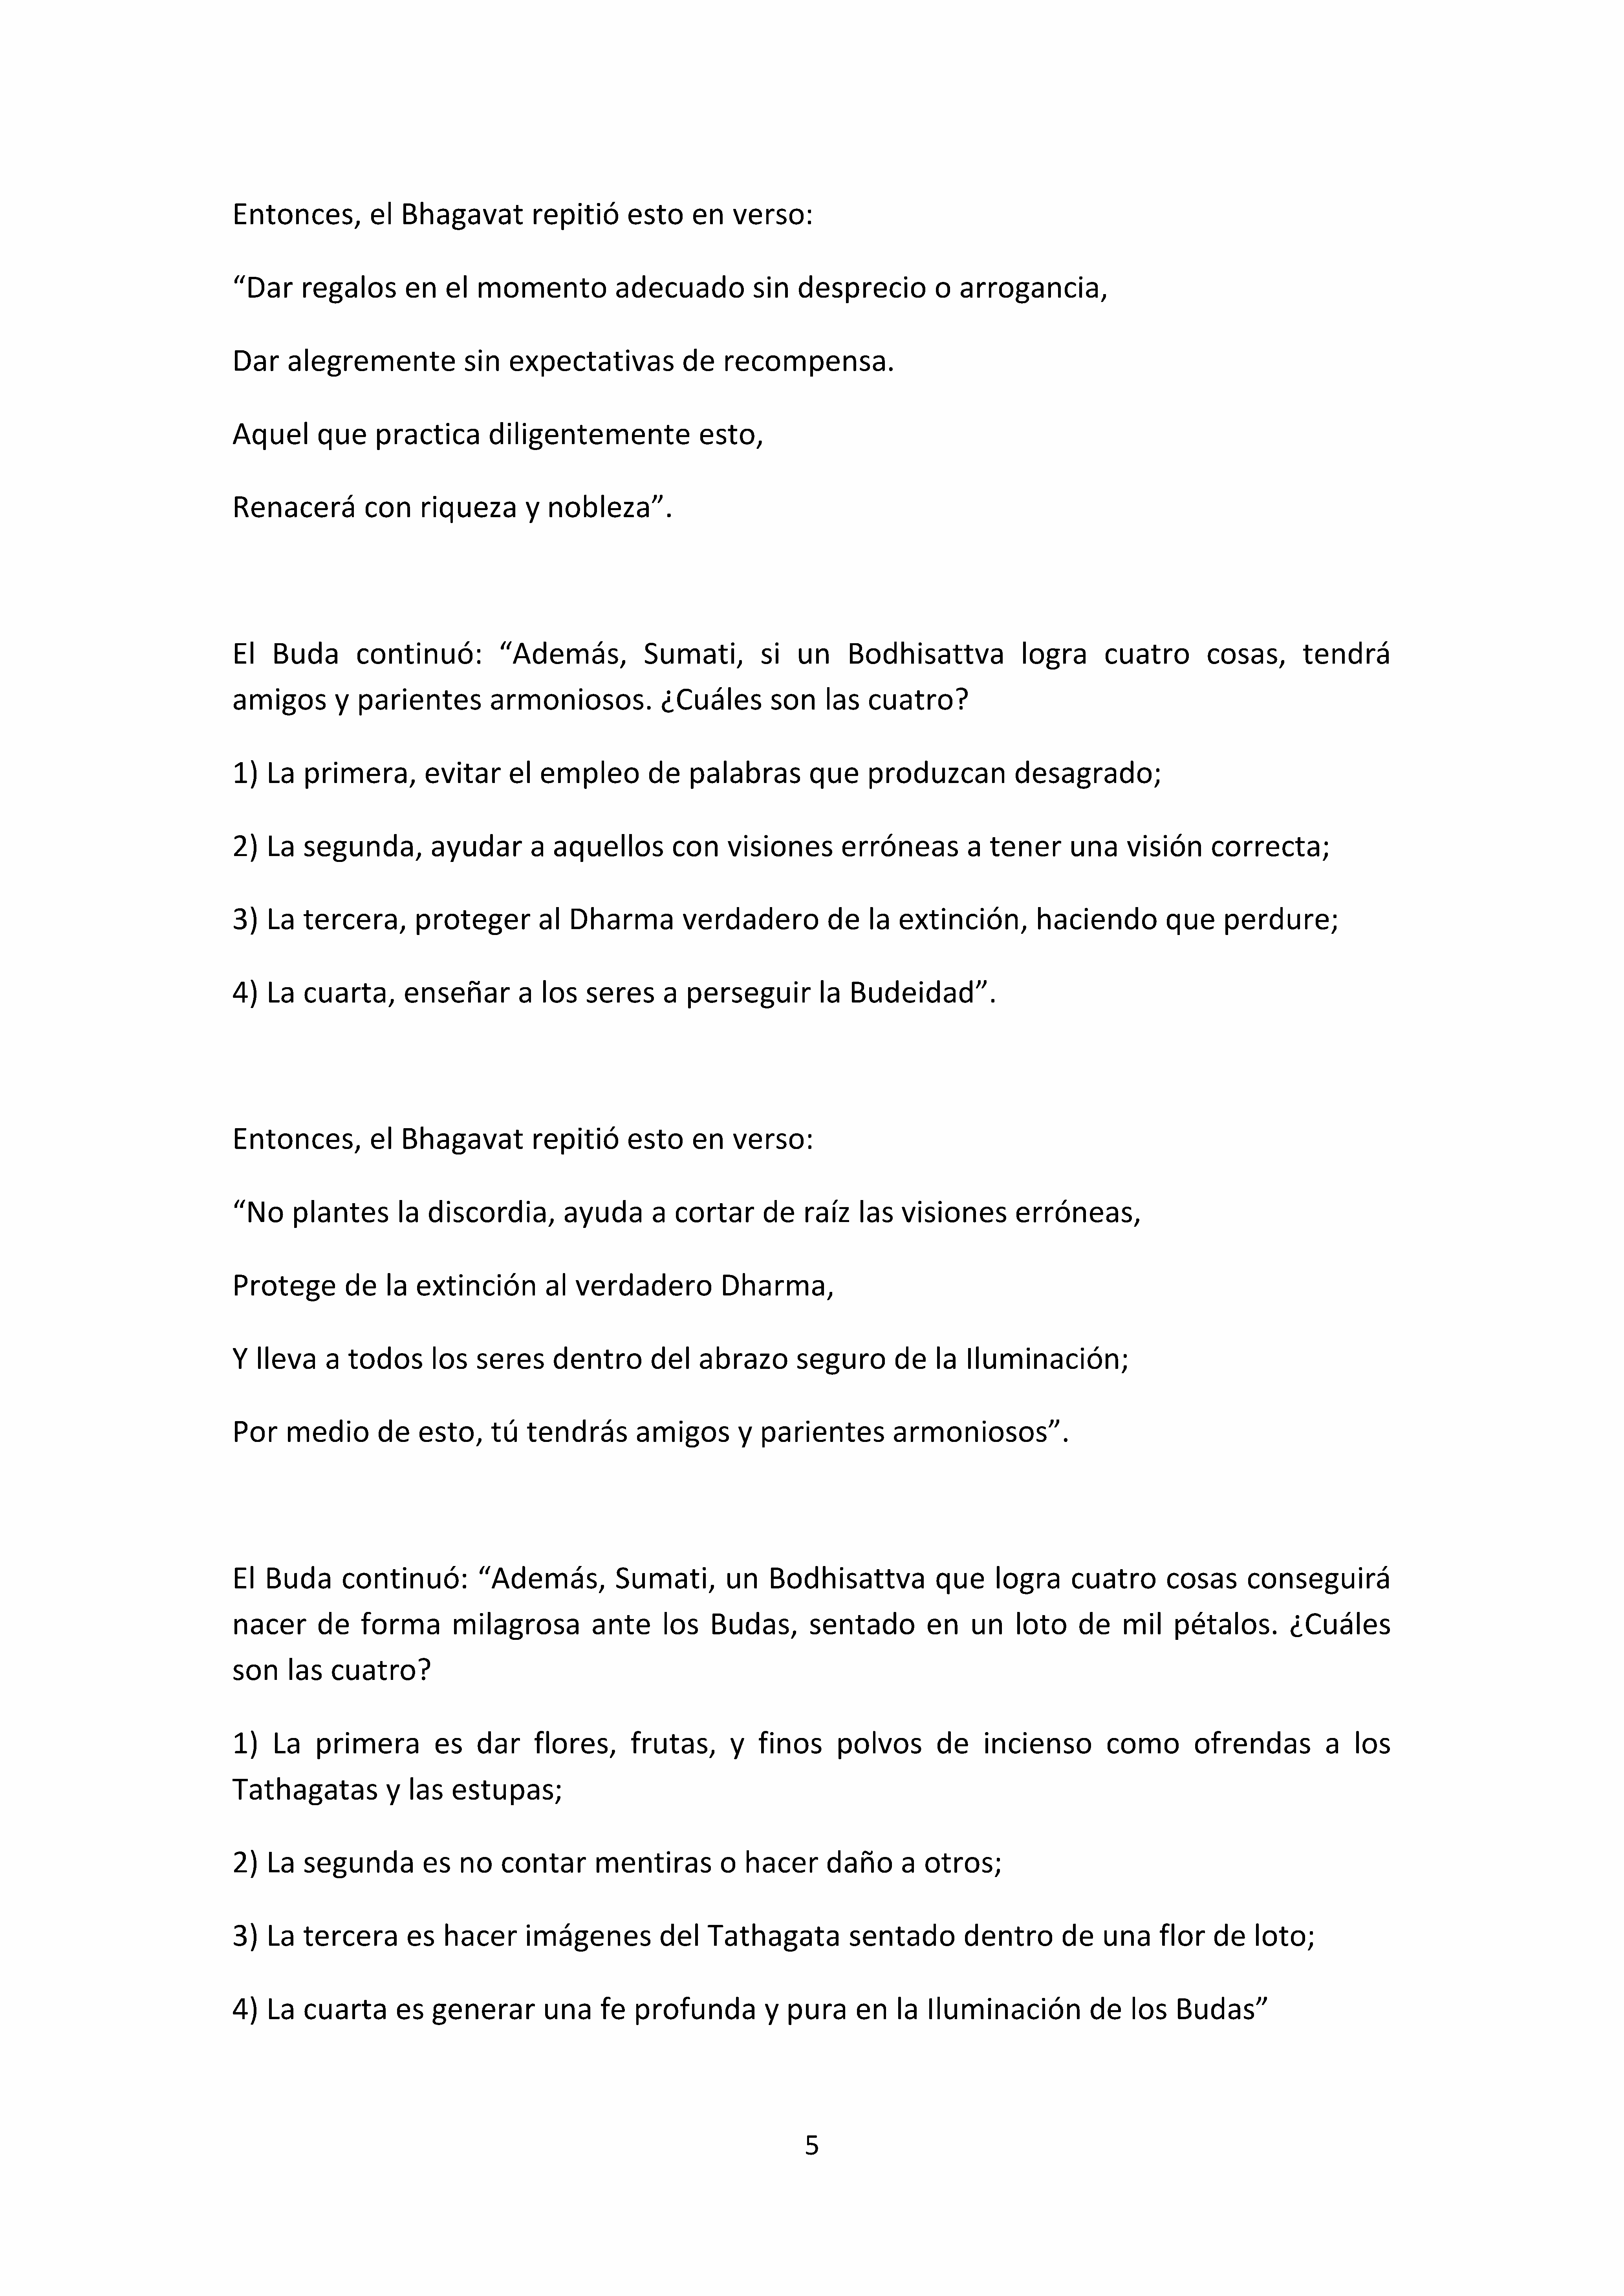 Entonces, el Bhagavat repitió esto en verso:
“Dar regalos en el momento adecuado sin desprecio o arrogancia,
Dar alegremente sin expectativas de recompensa.
Aquel que practica diligentemente esto,
Renacerá con riqueza y nobleza”.
El Buda continuó: “Además, Sumati, si un Bodhisattva logra cuatro cosas, tendrá
amigos y parientes armoniosos. ¿Cuáles son las cuatro?
1) La primera, evitar el empleo de palabras que produzcan desagrado;
2) La segunda, ayudar a aquellos con visiones erróneas a tener una visión correcta;
3) La tercera, proteger al Dharma verdadero de la extinción, haciendo que perdure;
4) La cuarta, enseñar a los seres a perseguir la Budeidad”.
Entonces, el Bhagavat repitió esto en verso:
“No plantes la discordia, ayuda a cortar de raíz las visiones erróneas,
Protege de la extinción al verdadero Dharma,
Y lleva a todos los seres dentro del abrazo seguro de la Iluminación;
Por medio de esto, tú tendrás amigos y parientes armoniosos”.
El Buda continuó: “Además, Sumati, un Bodhisattva que logra cuatro cosas conseguirá
nacer de forma milagrosa ante los Budas, sentado en un loto de mil pétalos. ¿Cuáles
son las cuatro?
1) La primera es dar flores, frutas, y finos polvos de incienso como ofrendas a los
Tathagatas y las estupas;
2) La segunda es no contar mentiras o hacer daño a otros;
3) La tercera es hacer imágenes del Tathagata sentado dentro de una flor de loto;
4) La cuarta es generar una fe profunda y pura en la Iluminación de los Budas”
5